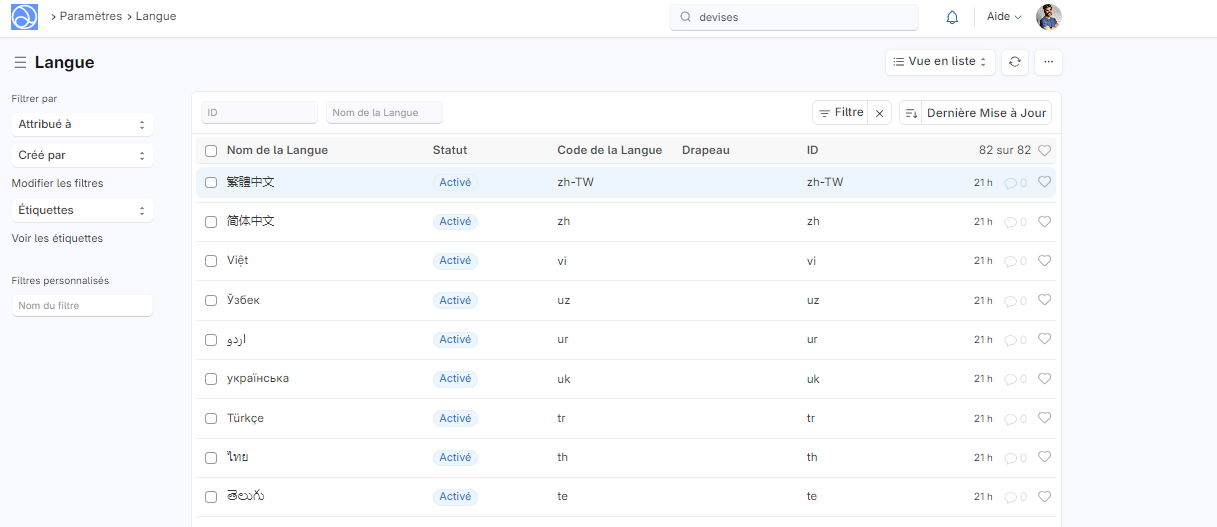 Paramètres Langue
devises
Aide
Langue
Vue en liste
···
Filtrer par
Attribué à
Créé par
Modifier les filtres
Étiquettes
Voir les étiquettes
Filtres personnalisés
Nom du filtre
ID Nom de la Langue Filtre Dernière Mise à Jour
Nom de la Langue Statut Code de la Langue Drapeau ID 82 sur 82
繁體中文 Activé zh-TW zh-TW 21 h 0
简体中文 Activé zh zh 21 h 0
Việt Activé vi vi 21 h 0
Ўзбек Activé uz uz 21 h 0
اردو Activé ur ur 21 h 0
українська Activé uk uk 21 h 0
Türkçe Activé tr tr 21 h 0
ไทย Activé th th 21 h 0
తెలుగు Activé te te 21 h 0